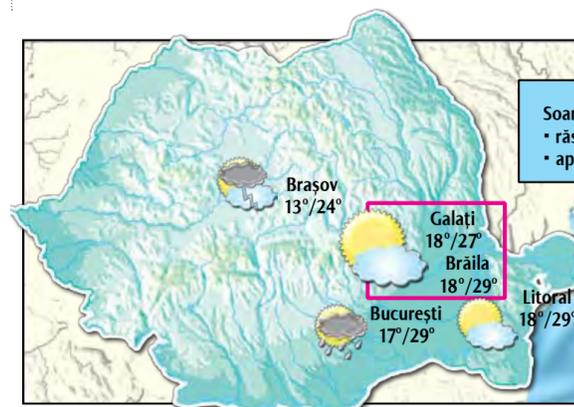 Soar
• răs
• ap
Brașov
13°/24°
Galați
18°/27°
Brăila
18°/29°
Litoral
18°/29°
București
17°/29°